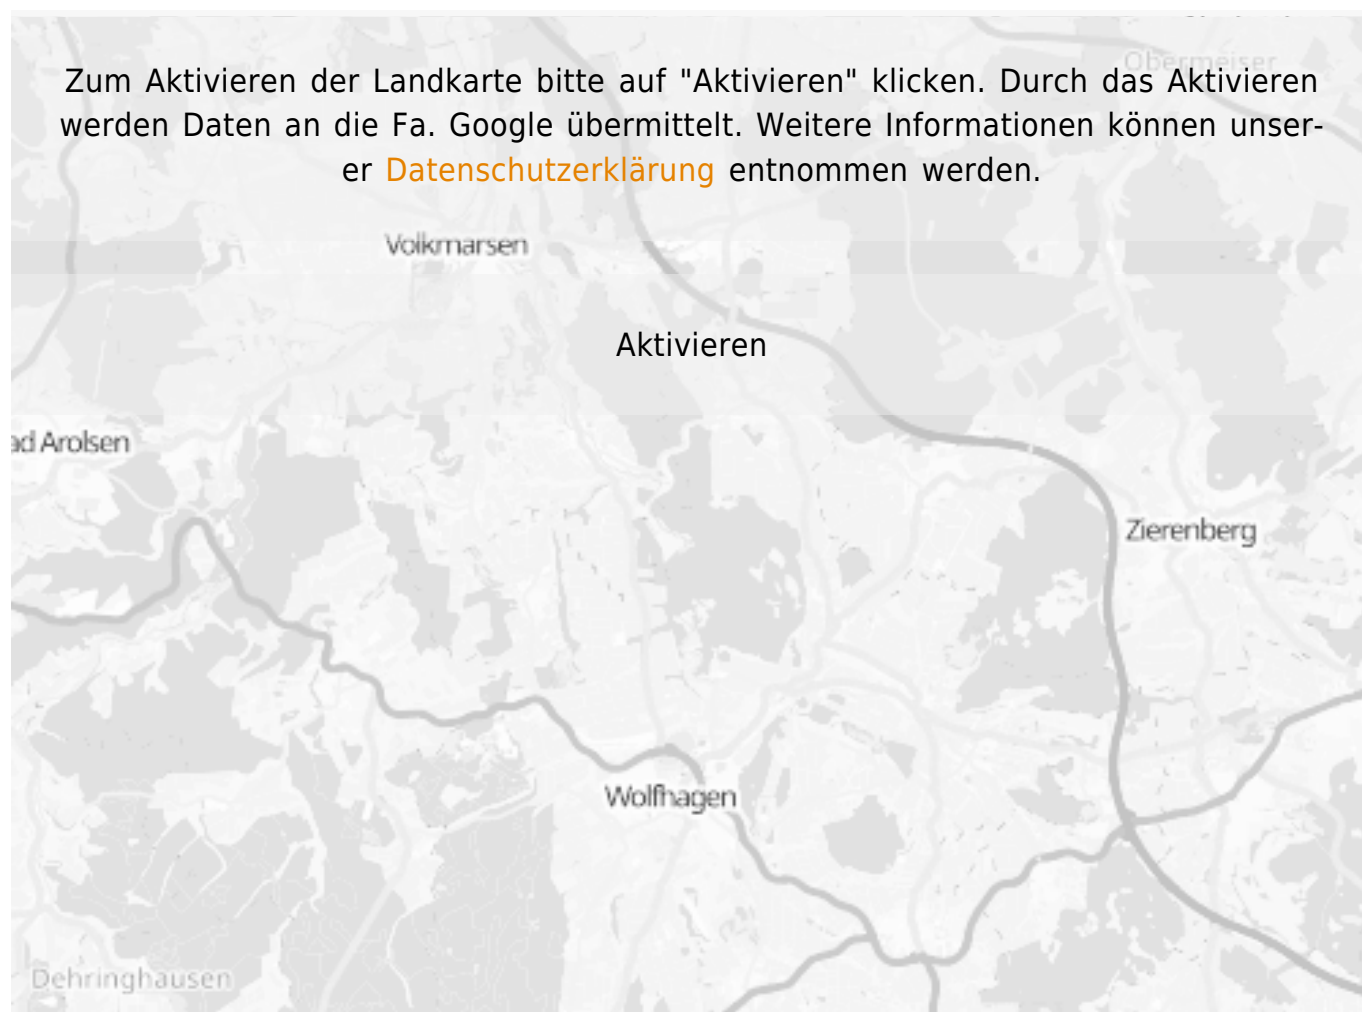 Obermeiser
Zum Aktivieren der Landkarte bitte auf "Aktivieren" klicken. Durch das Aktivieren
werden Daten an die Fa. Google übermittelt. Weitere Informationen können unser-
er Datenschutzerklärung entnommen werden.
Volkmarsen
Aktivieren
ad Arolsen
Zierenberg
Wolfhagen
Dehringhausen